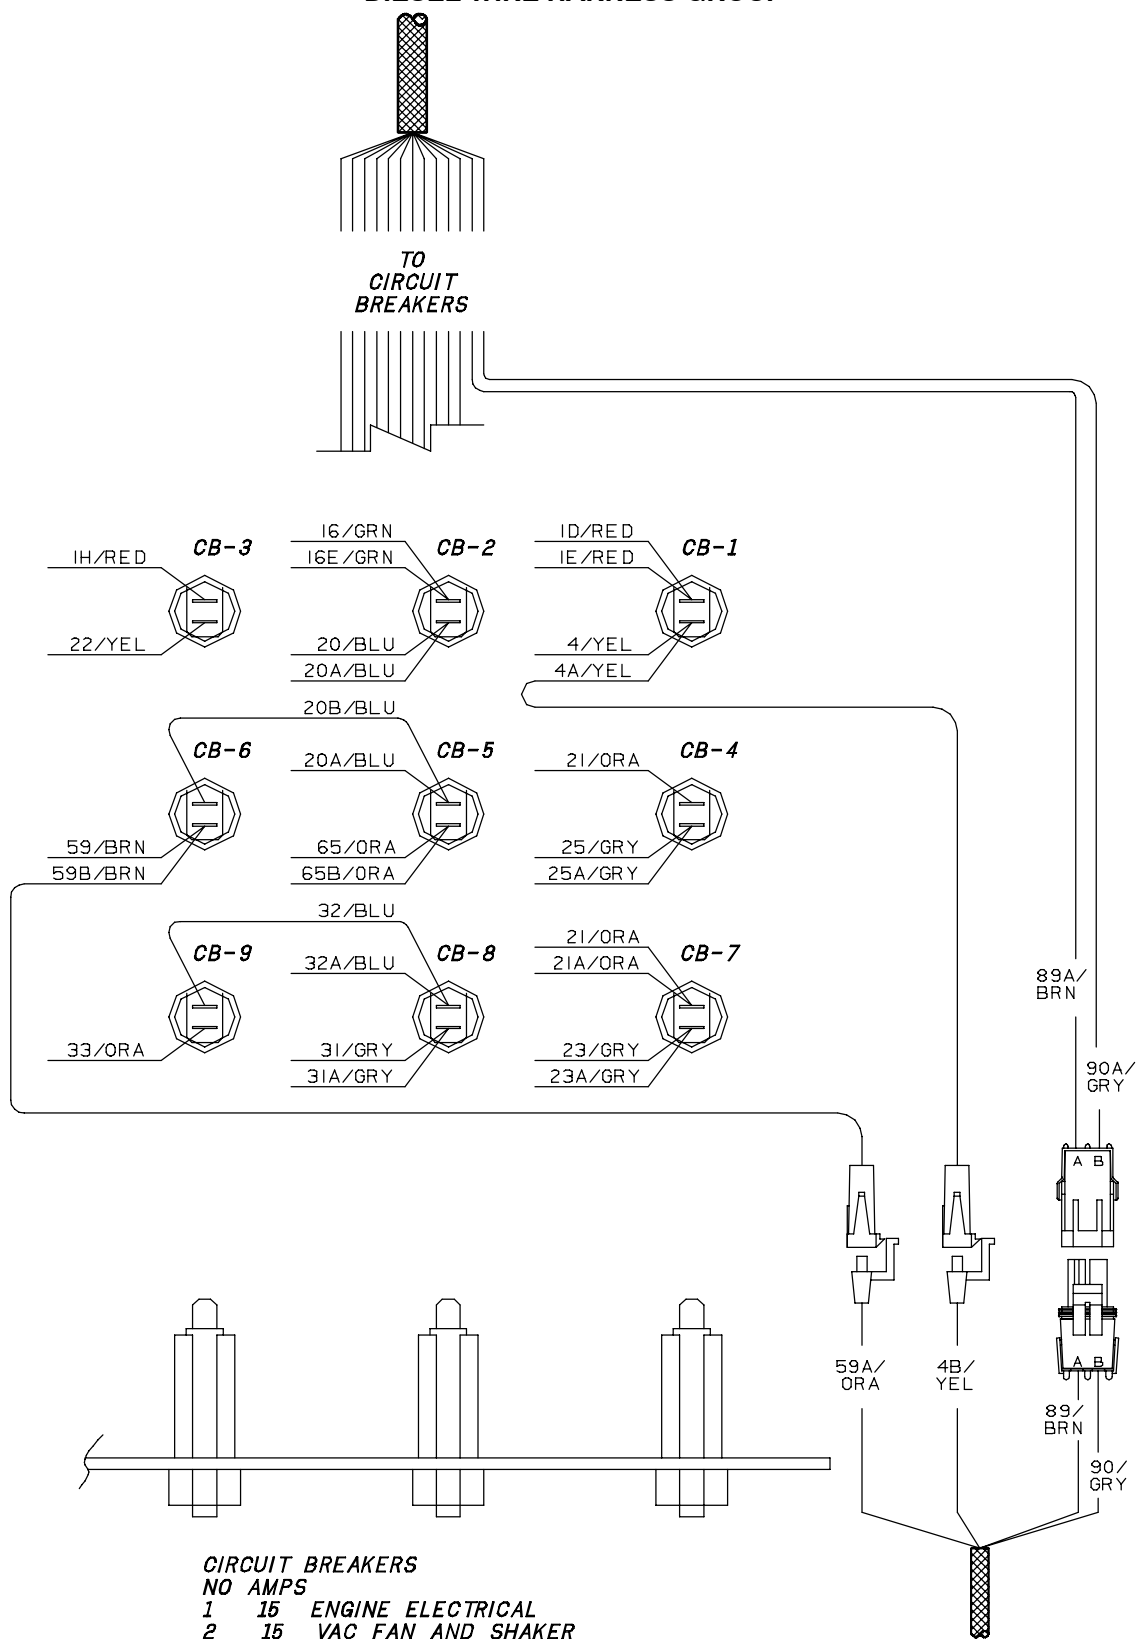 TO
CIRCUIT
BREAKERS
16/GRN
1D/RED
CB-3
CB-2
CB-1
1H/RED
16E/GRN
1E/RED
22/YEL
20/BLU
4/YEL
20A/BLU
4A/YEL
20B/BLU
CB-6
CB-5
CB-4
20A/BLU
21/ORA
59/BRN
65/ORA
25/GRY
59B/BRN
65B/ORA
25A/GRY
32/BLU
21/ORA
CB-9
CB-8
CB-7
32A/BLU
21A/ORA
89A/
BRN
33/ORA
31/GRY
23/GRY
31A/GRY
23A/GRY
90A/
GRY
A B
A B
59A/
ORA
4B/
YEL
89/
BRN
90/
GRY
CIRCUIT BREAKERS
NO AMPS
1 15 ENGINE ELECTRICAL
2 15 VAC FAN AND SHAKER